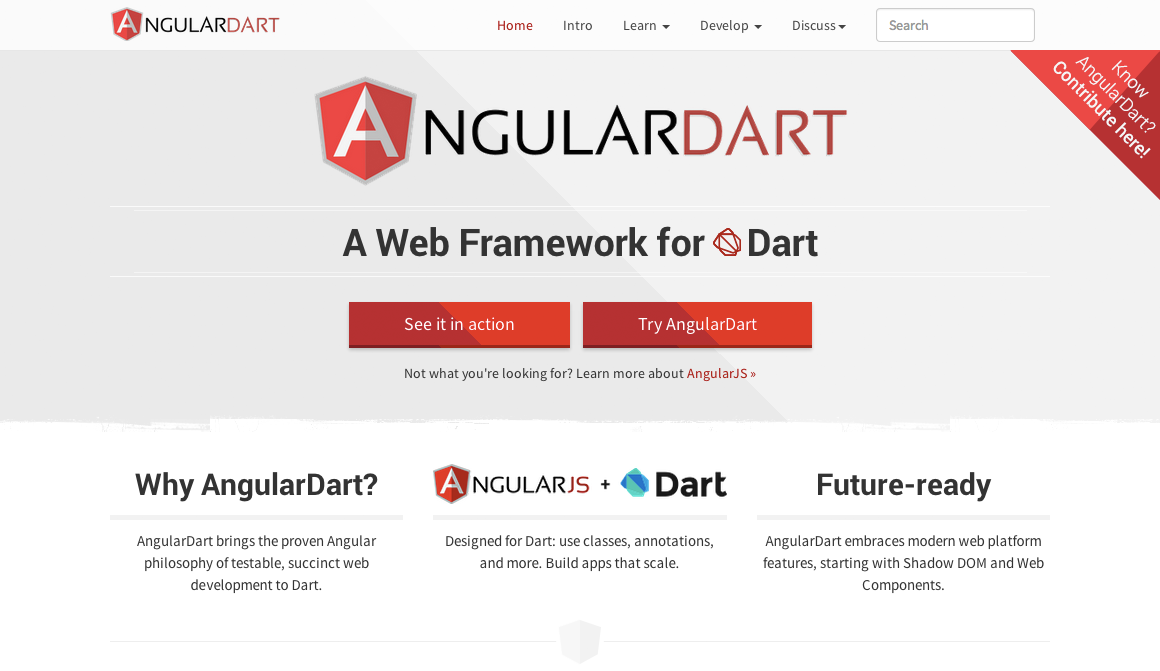 ANGULARDART Home Intro Learn Develop Discuss Search
Know
AngularDart?
Contribute here!
ANGULARDART
A Web Framework for Dart
See it in action Try AngularDart
Not what you're looking for? Learn more about AngularJS »
Why AngularDart?
AngularDart brings the proven Angular
philosophy of testable, succinct web
development to Dart.
ANGULARJS + Dart
Designed for Dart: use classes, annotations,
and more. Build apps that scale.
Future-ready
AngularDart embraces modern web platform
features, starting with Shadow DOM and Web
Components.